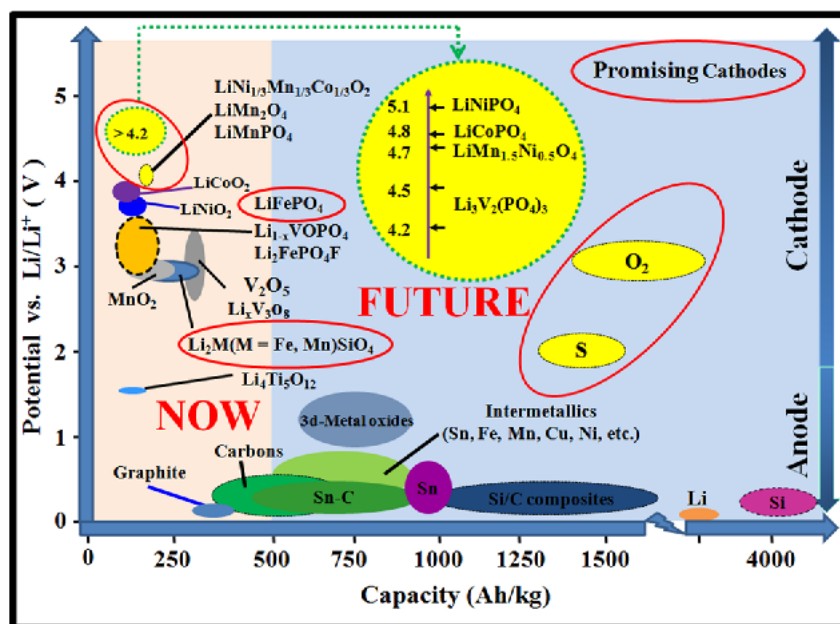 LiNi1/3Mn1/3Co1/3O2
LiMn2O4
LiMnPO4
> 4.2
Promising Cathodes
5.1 LiNiPO4
4.8 LiCoPO4
4.7 LiMn1.5Ni0.5O4
4.5
Li3V2(PO4)3
4.2
LiCoO2
LiNiO2
LiFePO4
Li1-xVOPO4
Li2FePO4F
MnO2
V2O5
LixV3o8
Li2M(M = Fe, Mn)SiO4
Li4Ti5O12
FUTURE
NOW
O2
S
3d-Metal oxides
Intermetallics
(Sn, Fe, Mn, Cu, Ni, etc.)
Carbons
Graphite
Sn-C
Sn
Si/C composites
Li
Si
Cathode
Anode
Potential vs. Li/Li+ ( V )
5
4
3
2
1
0
0 250 500 750 1000 1250 1500 4000
Capacity (Ah/kg)